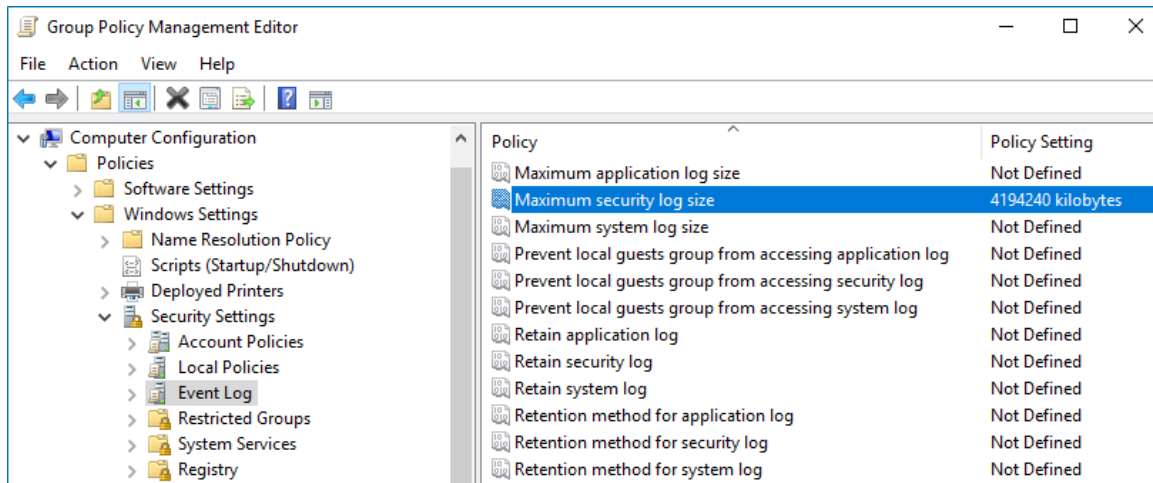 Group Policy Management Editor
File Action View Help
Computer Configuration
Policies
Software Settings
Windows Settings
Name Resolution Policy
Scripts (Startup/Shutdown)
Deployed Printers
Security Settings
Account Policies
Local Policies
Event Log
Restricted Groups
System Services
Registry
Policy Policy Setting
Maximum application log size Not Defined
Maximum security log size 4194240 kilobytes
Maximum system log size Not Defined
Prevent local guests group from accessing application log Not Defined
Prevent local guests group from accessing security log Not Defined
Prevent local guests group from accessing system log Not Defined
Retain application log Not Defined
Retain security log Not Defined
Retain system log Not Defined
Retention method for application log Not Defined
Retention method for security log Not Defined
Retention method for system log Not Defined